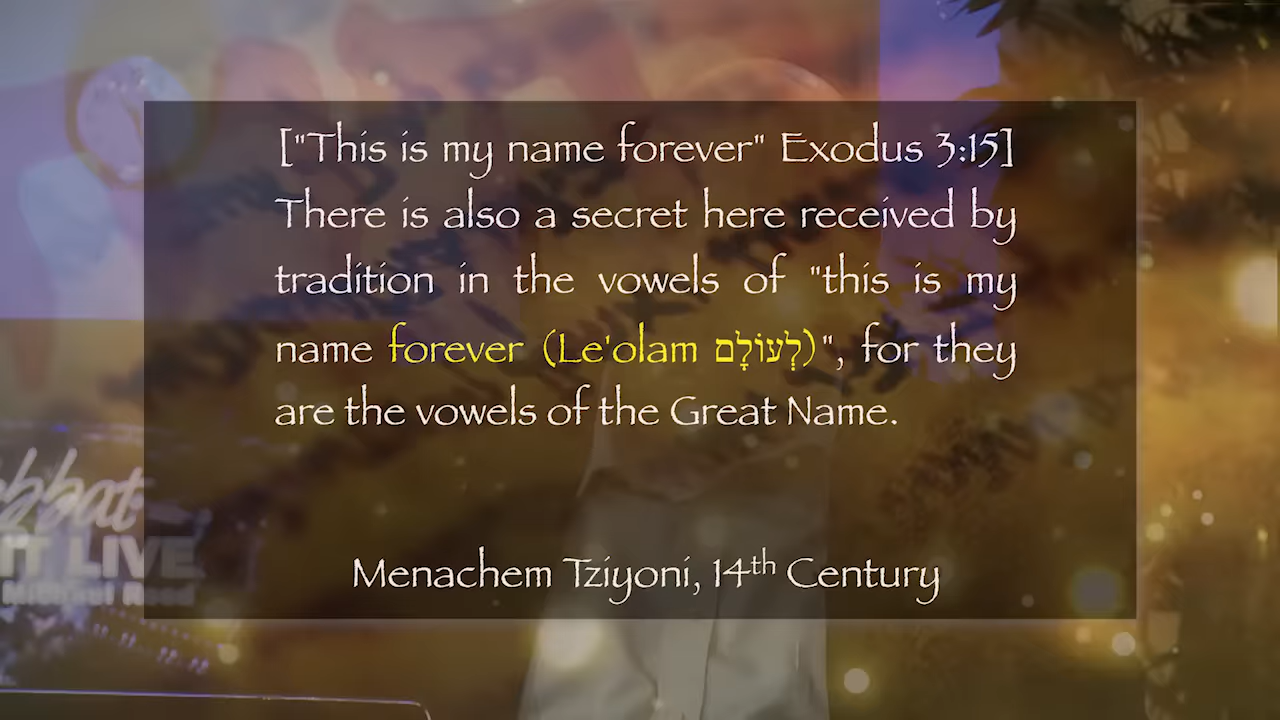 ["This is my name forever" Exodus 3:15]
There is also a secret here received by
tradition in the vowels of "this is my
name forever (Le'olam לְעוֹלָם)", for they
are the vowels of the Great Name.
Menachem Tziyoni, 14th Century
IT LIVE